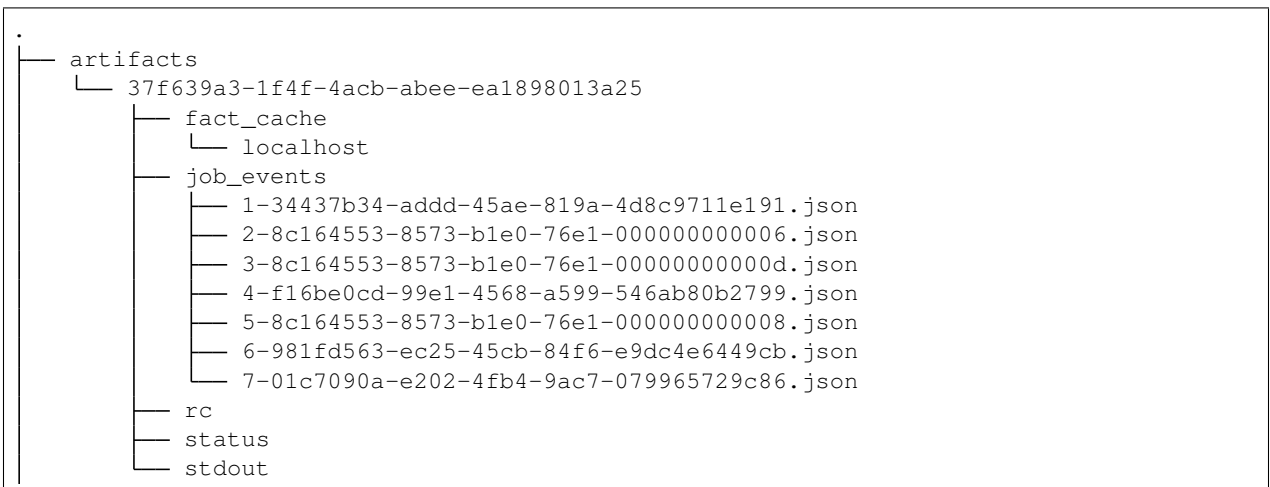 .
├── artifacts
│   └── 37f639a3-1f4f-4acb-abee-ea1898013a25
│       ├── fact_cache
│       │   └── localhost
│       ├── job_events
│       │   ├── 1-34437b34-addd-45ae-819a-4d8c9711e191.json
│       │   ├── 2-8c164553-8573-b1e0-76e1-000000000006.json
│       │   ├── 3-8c164553-8573-b1e0-76e1-00000000000d.json
│       │   ├── 4-f16be0cd-99e1-4568-a599-546ab80b2799.json
│       │   ├── 5-8c164553-8573-b1e0-76e1-000000000008.json
│       │   ├── 6-981fd563-ec25-45cb-84f6-e9dc4e6449cb.json
│       │   └── 7-01c7090a-e202-4fb4-9ac7-079965729c86.json
│       ├── rc
│       ├── status
│       └── stdout